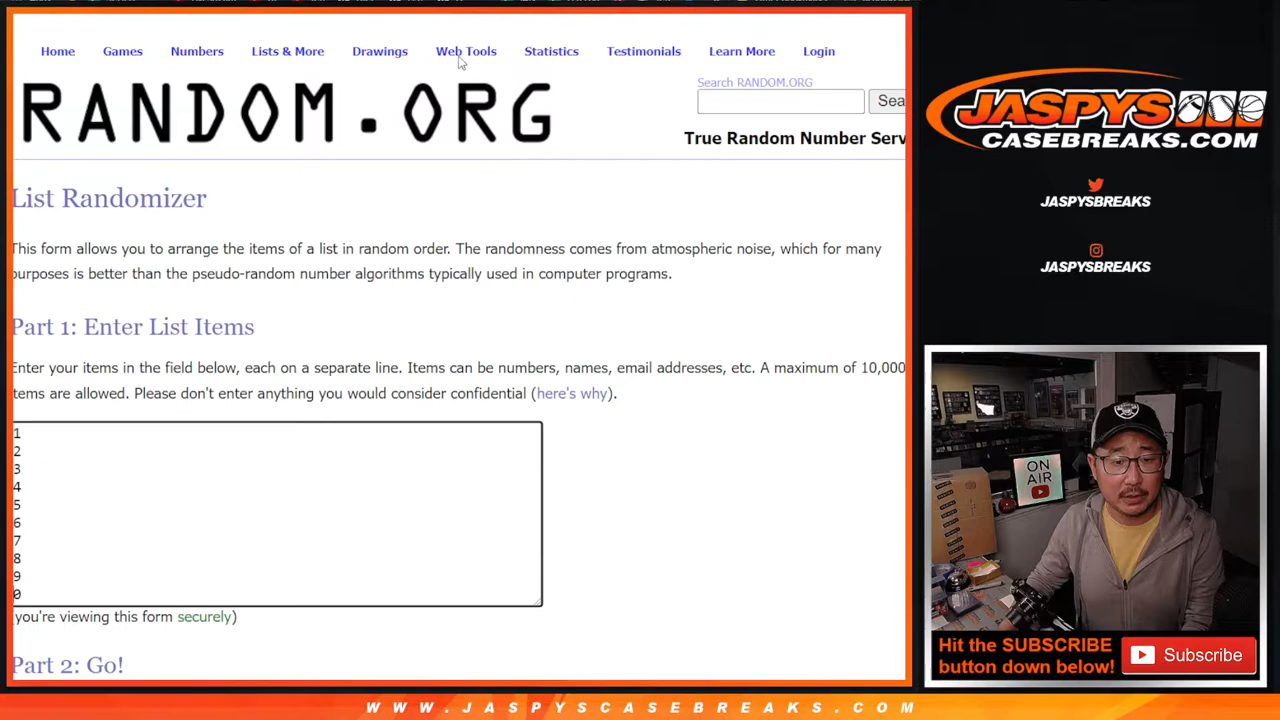 Home Games Numbers Lists & More Drawings Web Tools Statistics Testimonials Learn More Login
RANDOM.ORG
Search RANDOM.ORG
Sea
True Random Number Serv
List Randomizer
This form allows you to arrange the items of a list in random order. The randomness comes from atmospheric noise, which for many
purposes is better than the pseudo-random number algorithms typically used in computer programs.
Part 1: Enter List Items
Enter your items in the field below, each on a separate line. Items can be numbers, names, email addresses, etc. A maximum of 10,000
items are allowed. Please don't enter anything you would consider confidential (here's why).
1
2
3
4
5
6
7
8
9
0
(you're viewing this form securely)
Part 2: Go!
JASPYS
CASEBREAKS.COM
JASPYSBREAKS
JASPYSBREAKS
ON
AIR
Hit the SUBSCRIBE
button down below!
Subscribe
WWW.JASPYSCASEBREAKS.COM